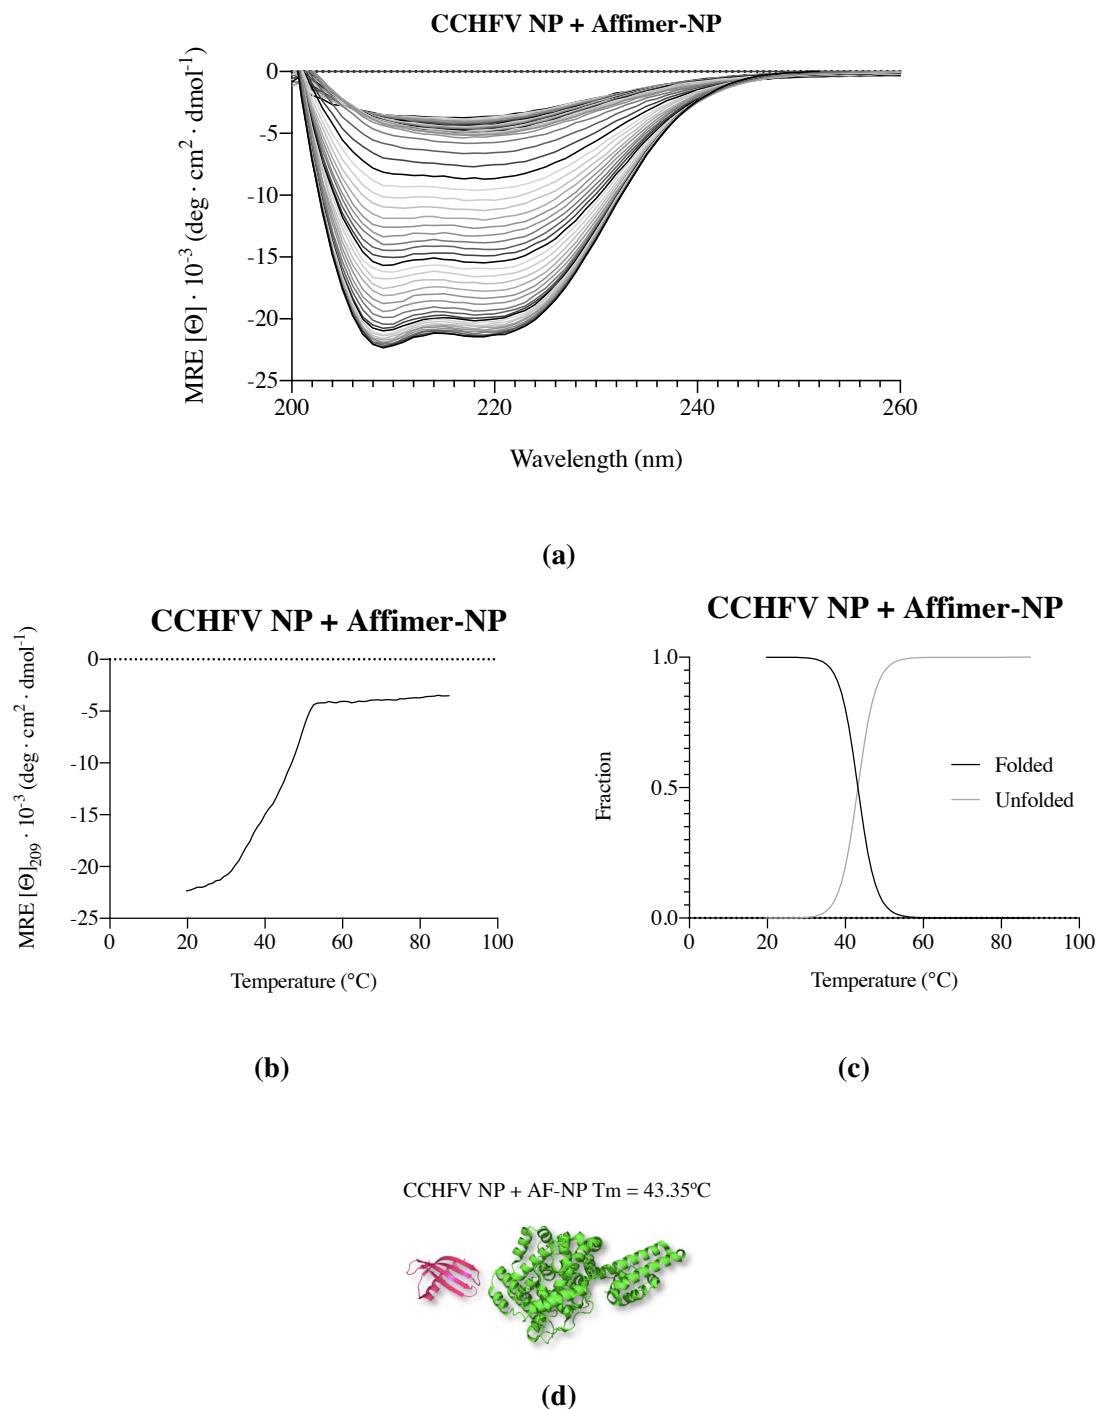 CCHFV NP + Affimer-NP
MRE [Θ] · 10⁻³ (deg · cm² · dmol⁻¹)
0
-5
-10
-15
-20
-25
200
220
240
260
Wavelength (nm)
(a)
CCHFV NP + Affimer-NP
MRE [Θ]₂₀₉ · 10⁻³ (deg · cm² · dmol⁻¹)
0
-5
-10
-15
-20
-25
0
20
40
60
80
100
Temperature (°C)
(b)
CCHFV NP + Affimer-NP
Fraction
1.0
0.5
0.0
0
20
40
60
80
100
Folded
Unfolded
Temperature (°C)
(c)
CCHFV NP + AF-NP Tm = 43.35ºC
(d)